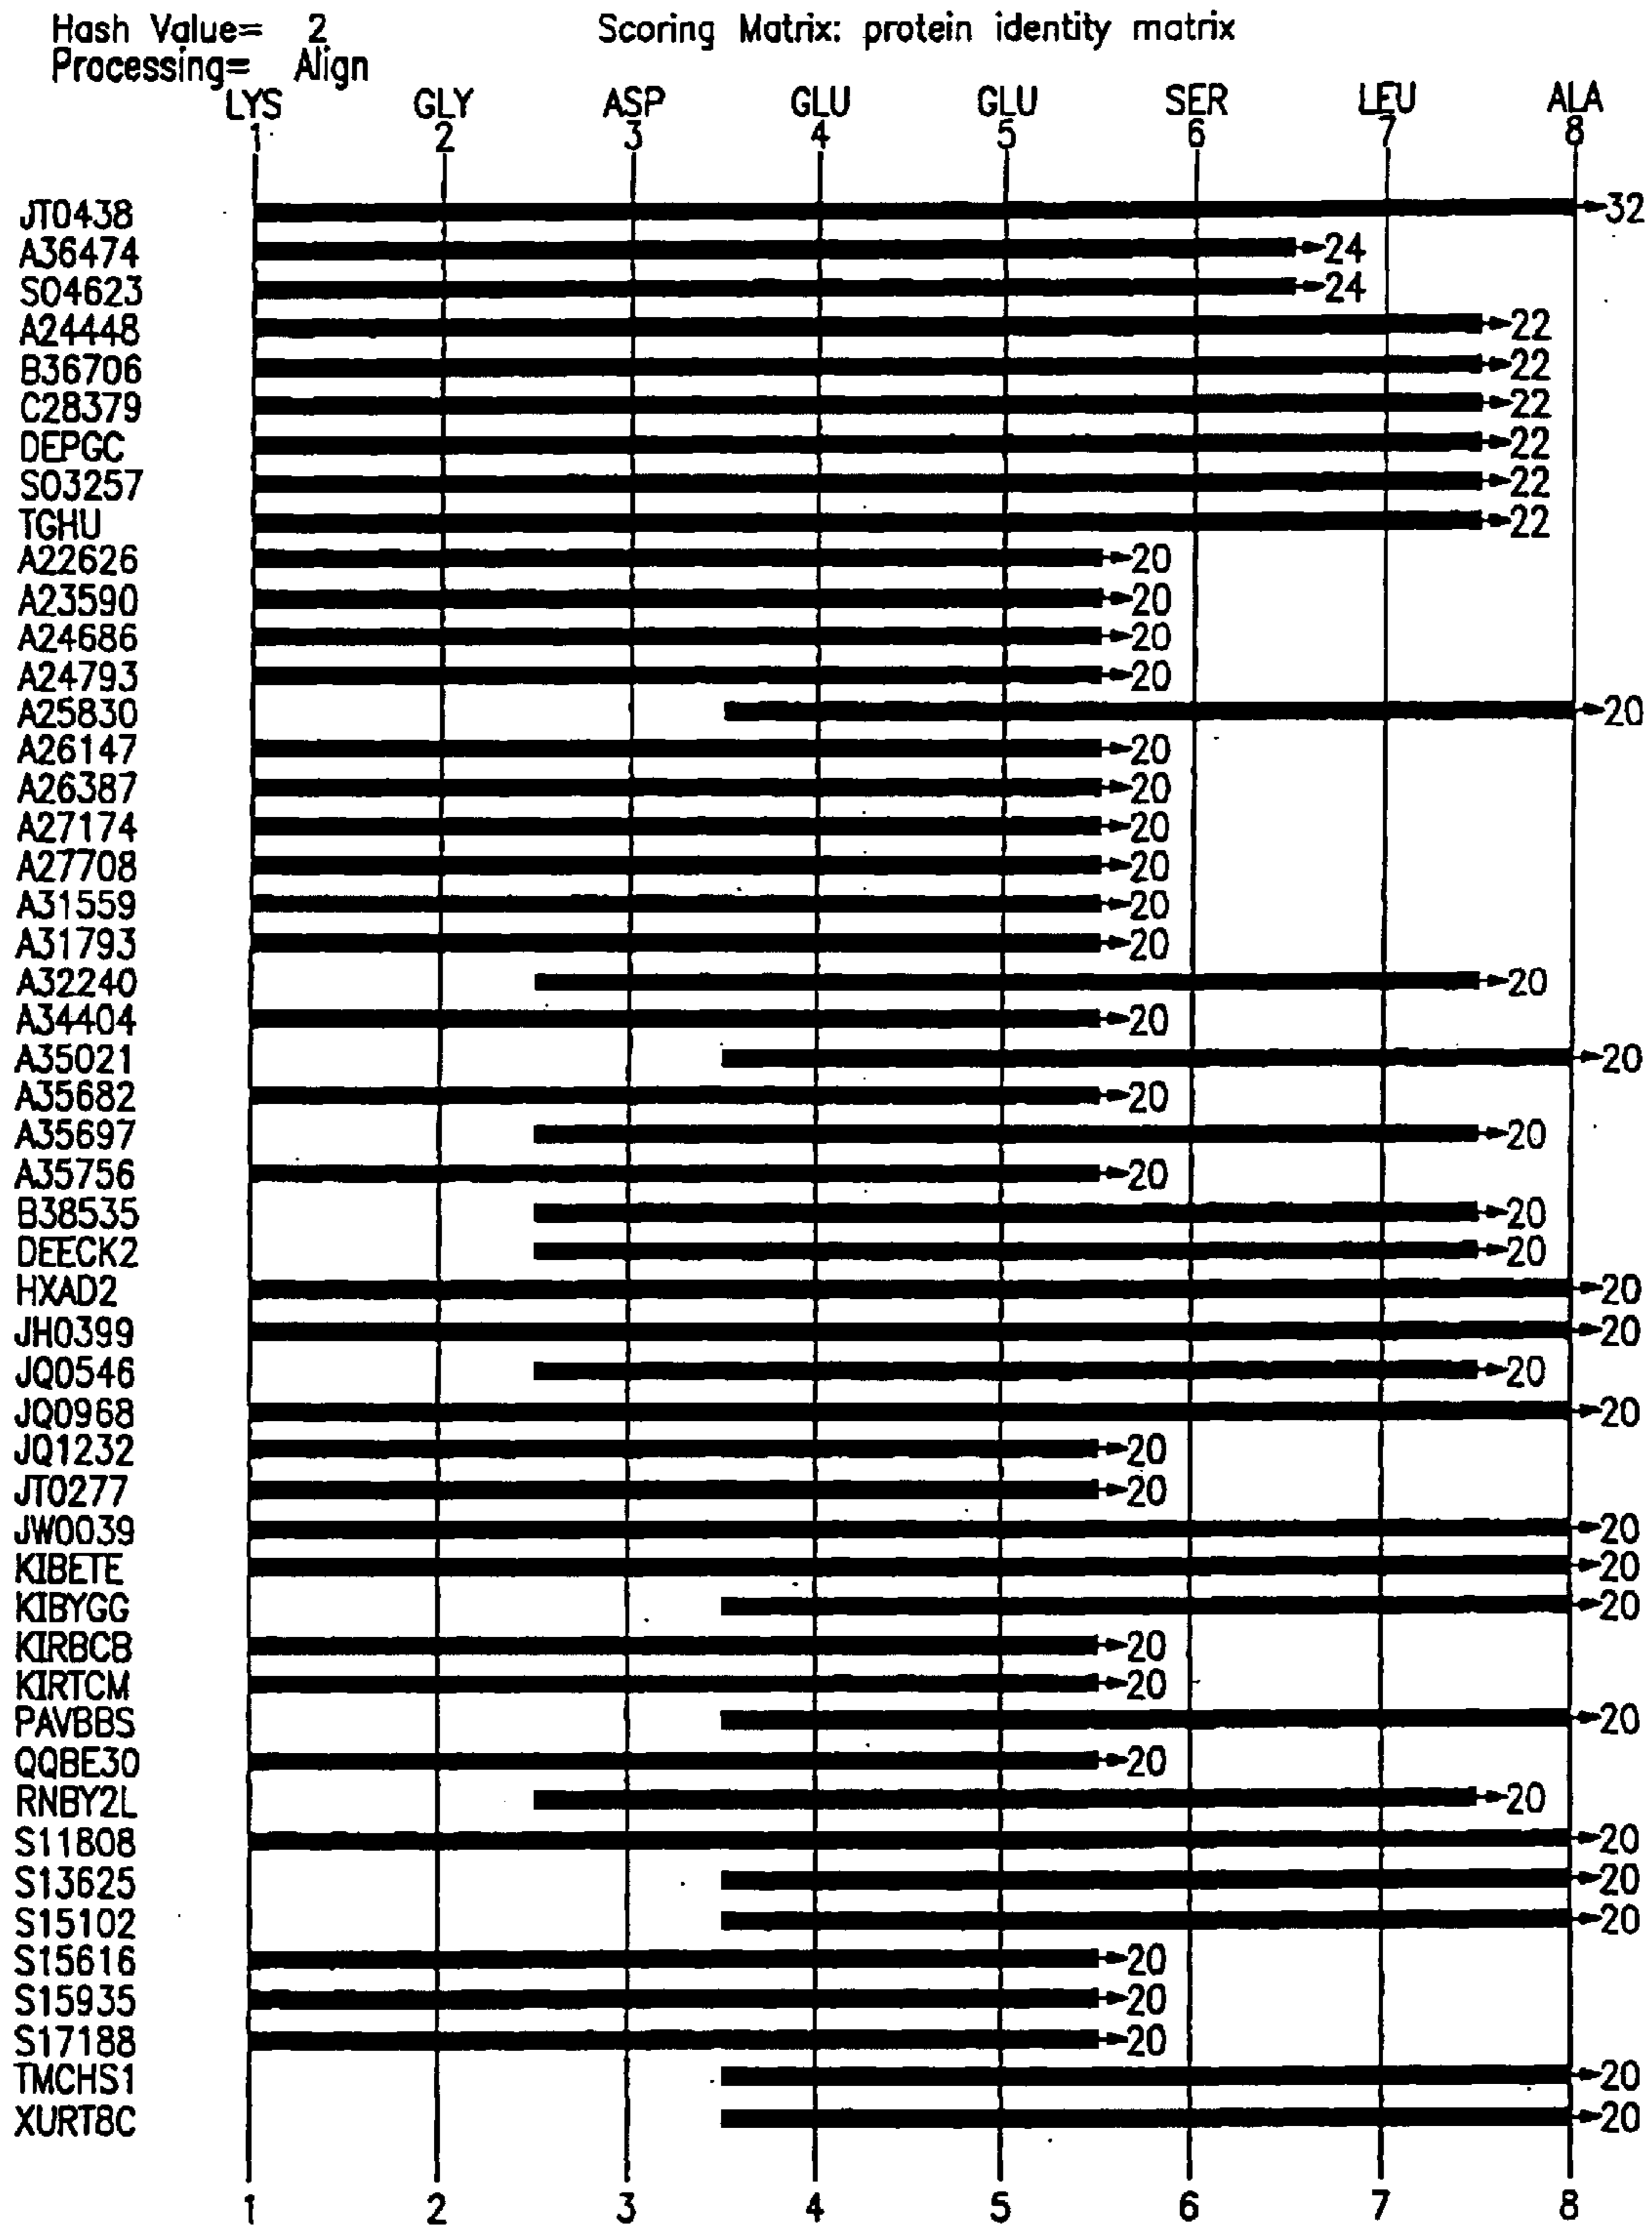 Hash Value= 2 Scoring Matrix: protein identity matrix
Processing= Align
LYS GLY ASP GLU GLU SER LEU ALA
1 2 3 4 5 6 7 8
JT0438 32
A36474 24
S04623 24
A24448 22
B36706 22
C28379 22
DEPGC 22
S03257 22
TGHU 22
A22626 20
A23590 20
A24686 20
A24793 20
A25830 20
A26147 20
A26387 20
A27174 20
A27708 20
A31559 20
A31793 20
A32240 20
A34404 20
A35021 20
A35682 20
A35697 20
A35756 20
B38535 20
DEECK2 20
HXAD2 20
JH0399 20
JQ0546 20
JQ0968 20
JQ1232 20
JT0277 20
JW0039 20
KIBETE 20
KIBYGG 20
KIRBCB 20
KIRTCM 20
PAVBBS 20
QQBE30 20
RNBY2L 20
S11808 20
S13625 20
S15102 20
S15616 20
S15935 20
S17188 20
TMCHS1 20
XURT8C 20
1 2 3 4 5 6 7 8